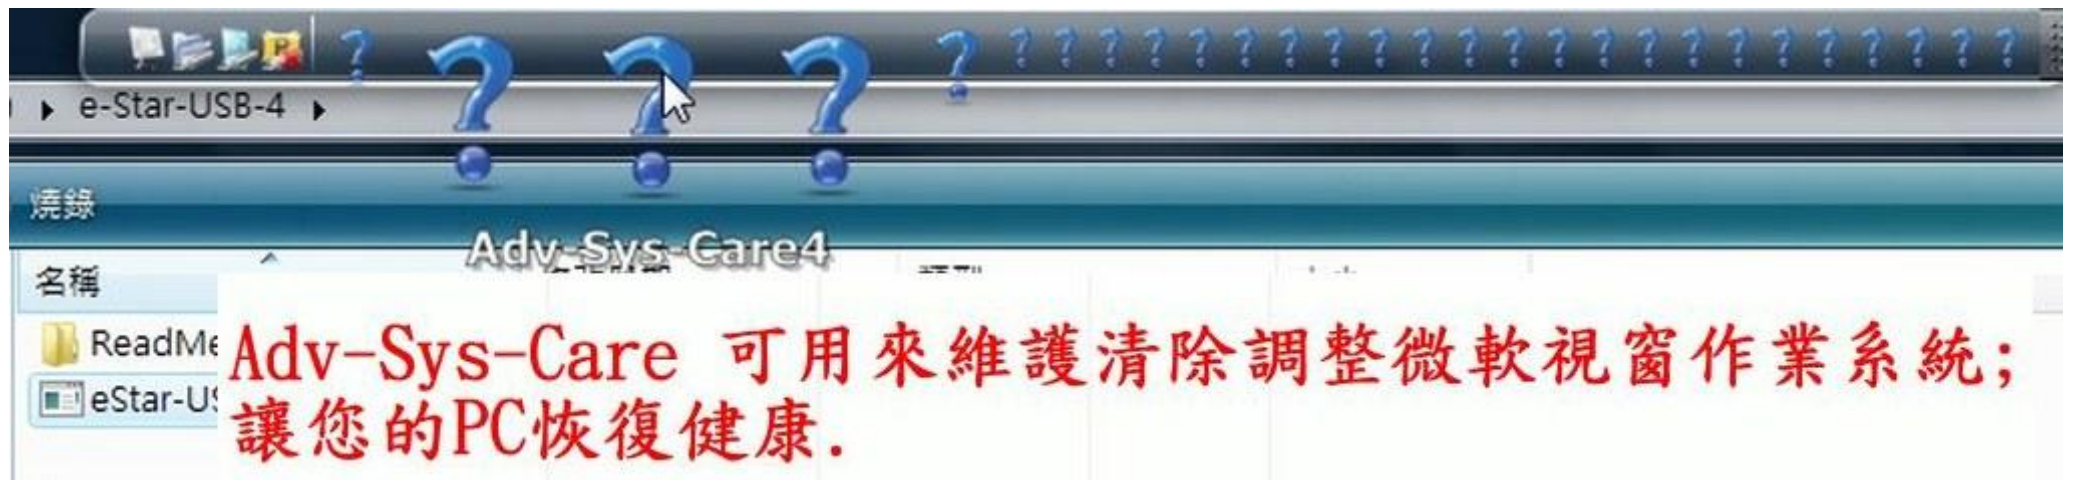 e-Star-USB-4
燒錄
Adv-Sys-Care4
名稱
ReadMe
eStar-US
Adv-Sys-Care 可用來維護清除調整微軟視窗作業系統;
讓您的PC恢復健康.